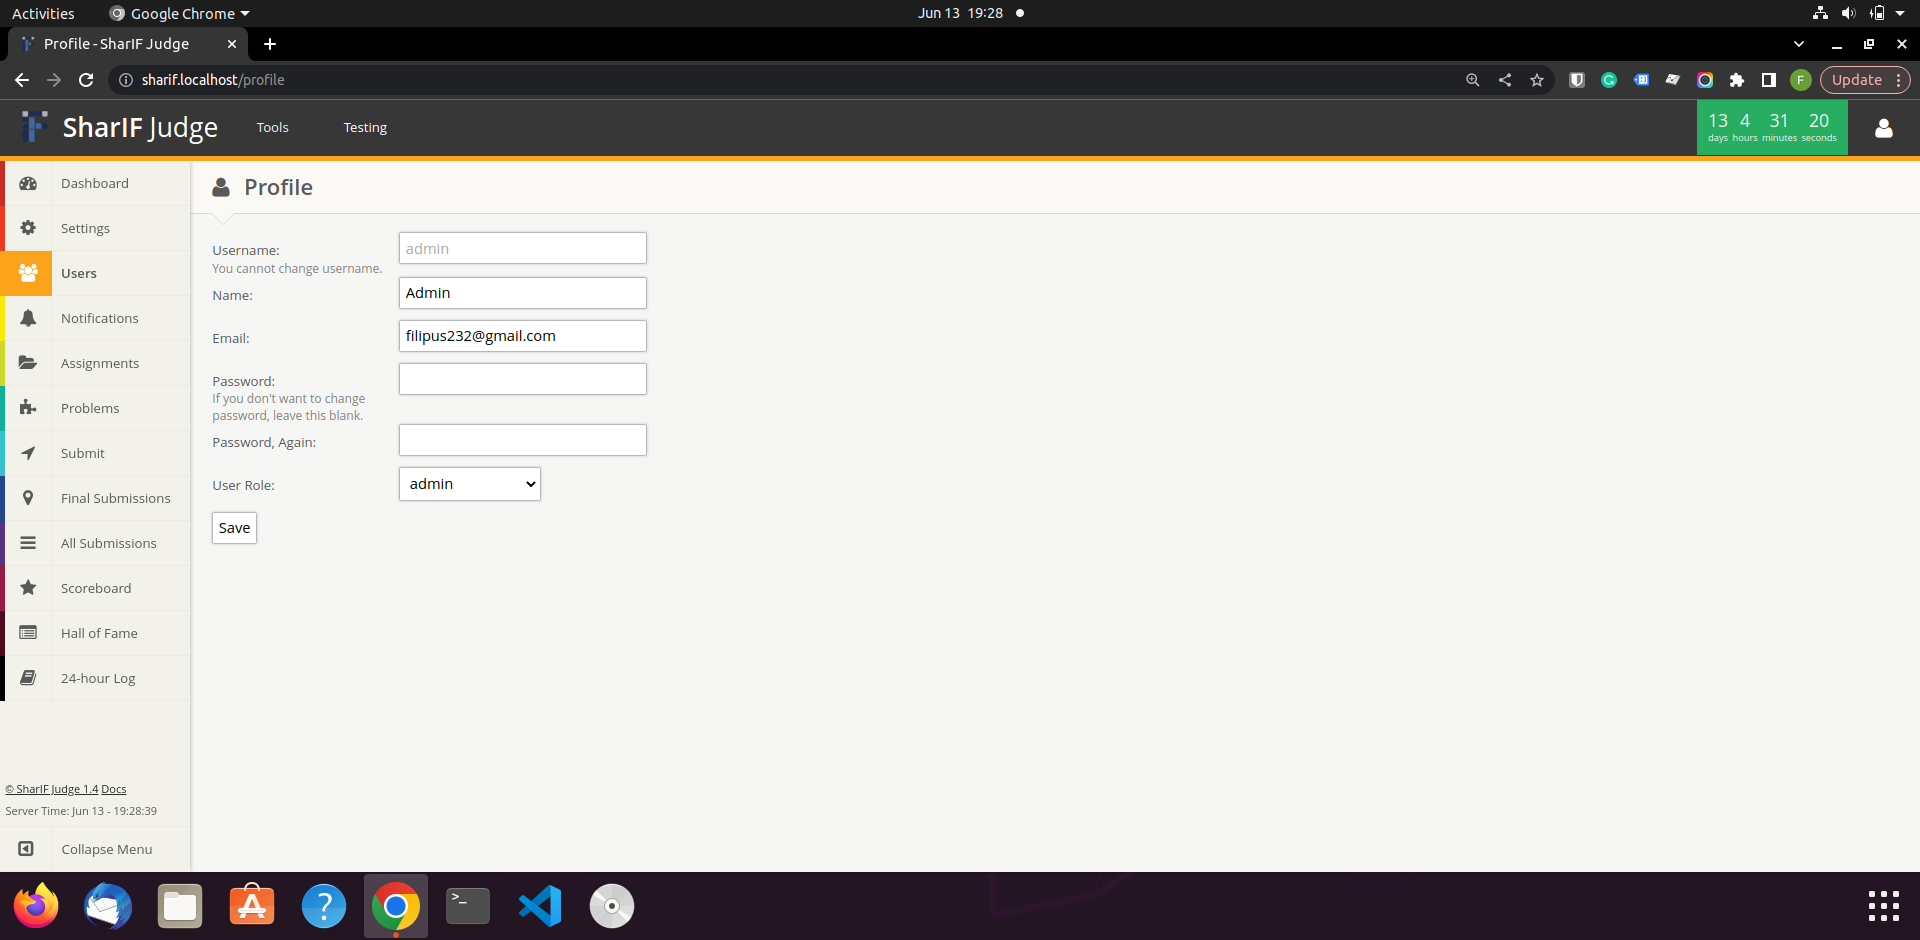 Activities
Google Chrome
Jun 13 19:28
Profile - SharIF Judge
sharif.localhost/profile
F
Update
SharIF Judge
Tools
Testing
13 4 31 20
days hours minutes seconds
Dashboard
Settings
Users
Notifications
Assignments
Problems
Submit
Final Submissions
All Submissions
Scoreboard
Hall of Fame
24-hour Log
© SharIF Judge 1.4 Docs
Server Time: Jun 13 - 19:28:39
Collapse Menu
Profile
Username:
You cannot change username.
admin
Name:
Admin
Email:
filipus232@gmail.com
Password:
If you don't want to change
password, leave this blank.
Password, Again:
User Role:
admin
Save